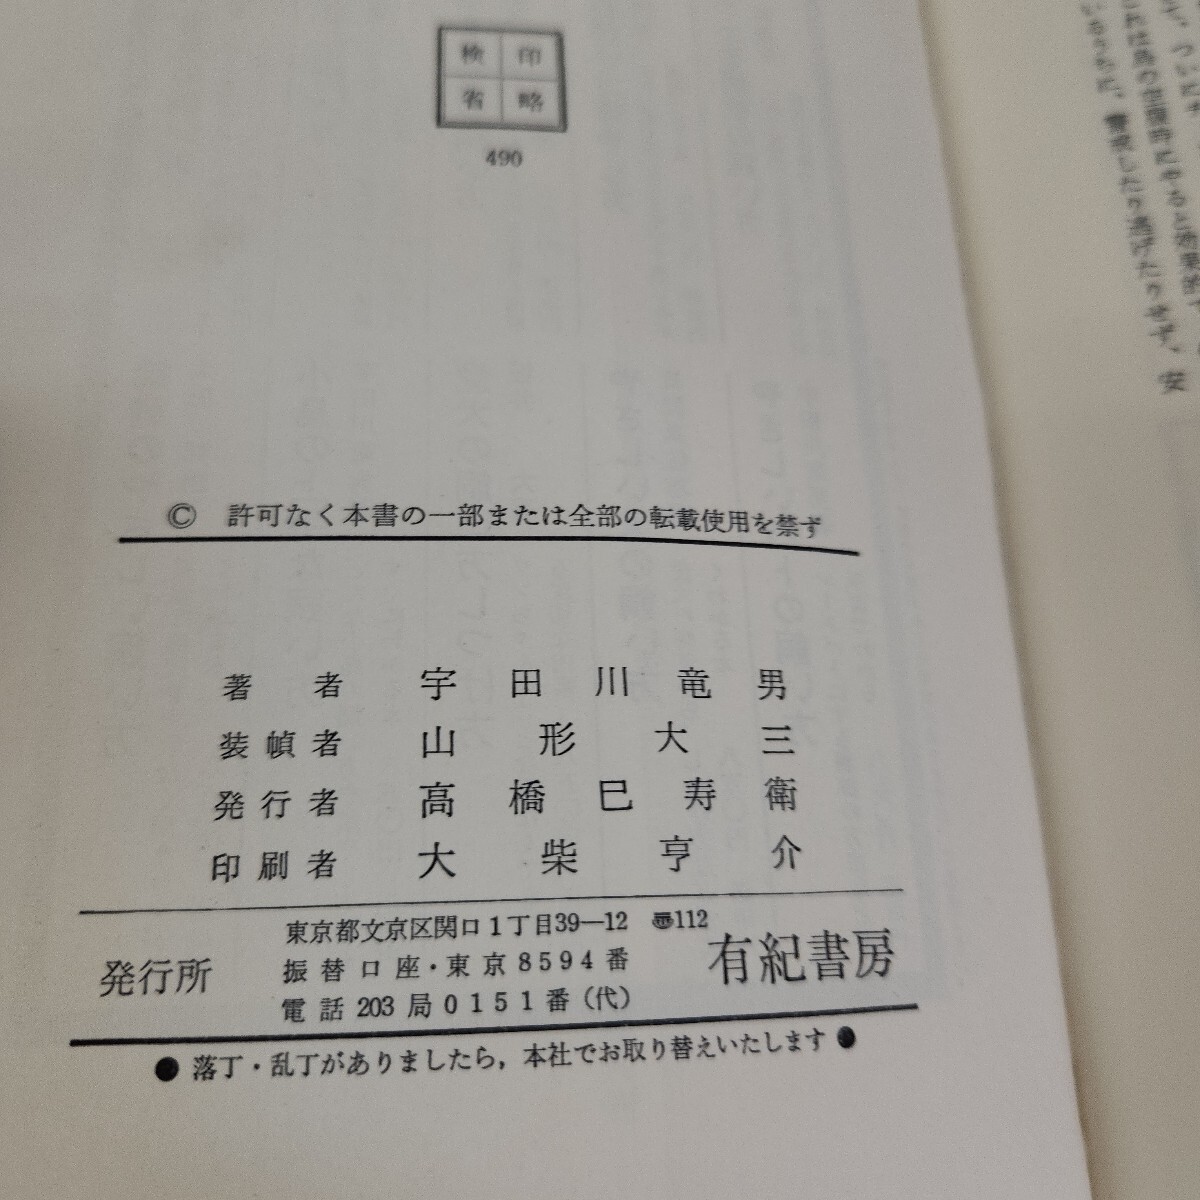 検印
省略
490
© 許可なく本書の一部または全部の転載使用を禁ず
著者 宇田川竜男
装幀者 山形大三
発行者 高橋巳寿衛
印刷者 大柴亨介
発行所
東京都文京区関口1丁目39—12 〠112
振替口座・東京8594番
電話203局0151番（代）
有紀書房
● 落丁・乱丁がありましたら，本社でお取り替えいたします ●